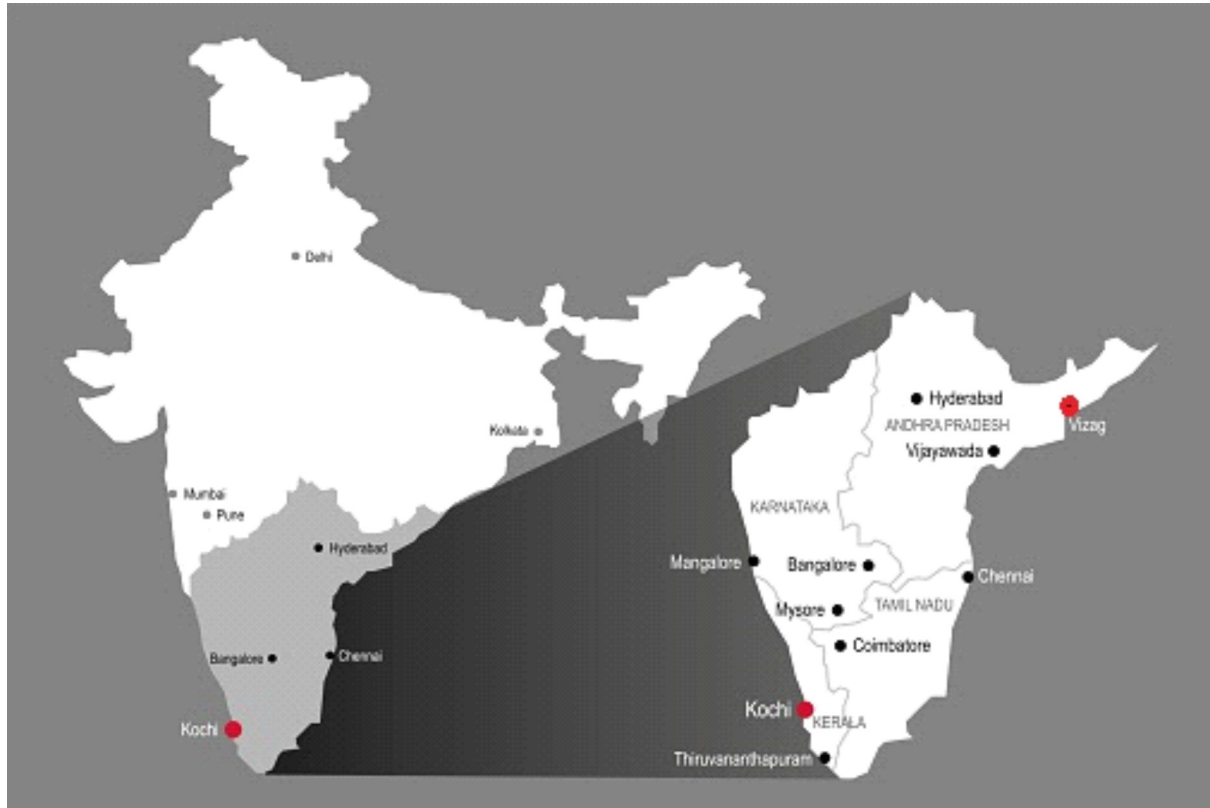 Delhi
Kolkata
Mumbai
Pune
Hyderabad
Bangalore
Chennai
Kochi
Hyderabad
ANDHRA PRADESH
Vizag
Vijayawada
KARNATAKA
Mangalore
Bangalore
Chennai
Mysore
TAMIL NADU
Coimbatore
Kochi
KERALA
Thiruvananthapuram